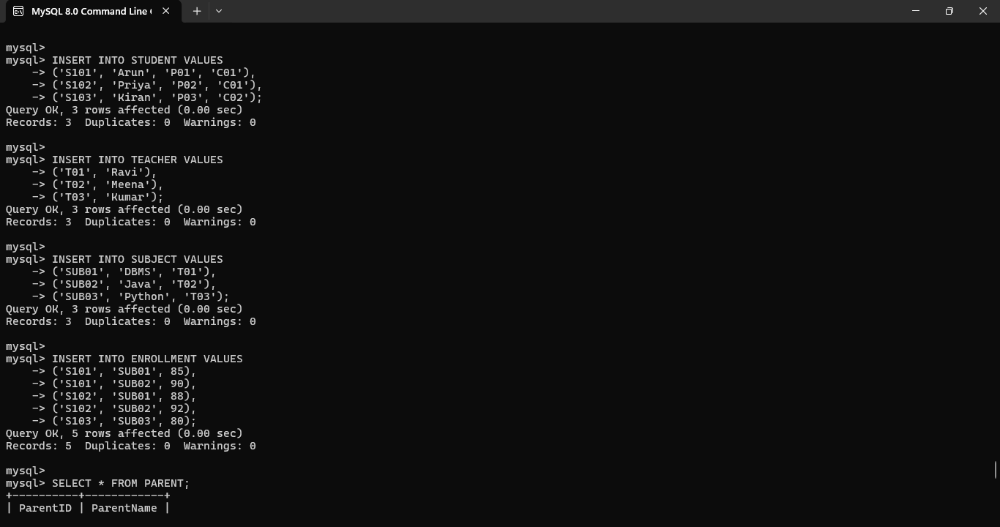 MySQL 8.0 Command Line
mysql>
mysql> INSERT INTO STUDENT VALUES
    -> ('S101', 'Arun', 'P01', 'C01'),
    -> ('S102', 'Priya', 'P02', 'C01'),
    -> ('S103', 'Kiran', 'P03', 'C02');
Query OK, 3 rows affected (0.00 sec)
Records: 3  Duplicates: 0  Warnings: 0
mysql>
mysql> INSERT INTO TEACHER VALUES
    -> ('T01', 'Ravi'),
    -> ('T02', 'Meena'),
    -> ('T03', 'Kumar');
Query OK, 3 rows affected (0.00 sec)
Records: 3  Duplicates: 0  Warnings: 0
mysql>
mysql> INSERT INTO SUBJECT VALUES
    -> ('SUB01', 'DBMS', 'T01'),
    -> ('SUB02', 'Java', 'T02'),
    -> ('SUB03', 'Python', 'T03');
Query OK, 3 rows affected (0.00 sec)
Records: 3  Duplicates: 0  Warnings: 0
mysql>
mysql> INSERT INTO ENROLLMENT VALUES
    -> ('S101', 'SUB01', 85),
    -> ('S101', 'SUB02', 90),
    -> ('S102', 'SUB01', 88),
    -> ('S102', 'SUB02', 92),
    -> ('S103', 'SUB03', 80);
Query OK, 5 rows affected (0.00 sec)
Records: 5  Duplicates: 0  Warnings: 0
mysql>
mysql> SELECT * FROM PARENT;
+----------+------------+
| ParentID | ParentName |